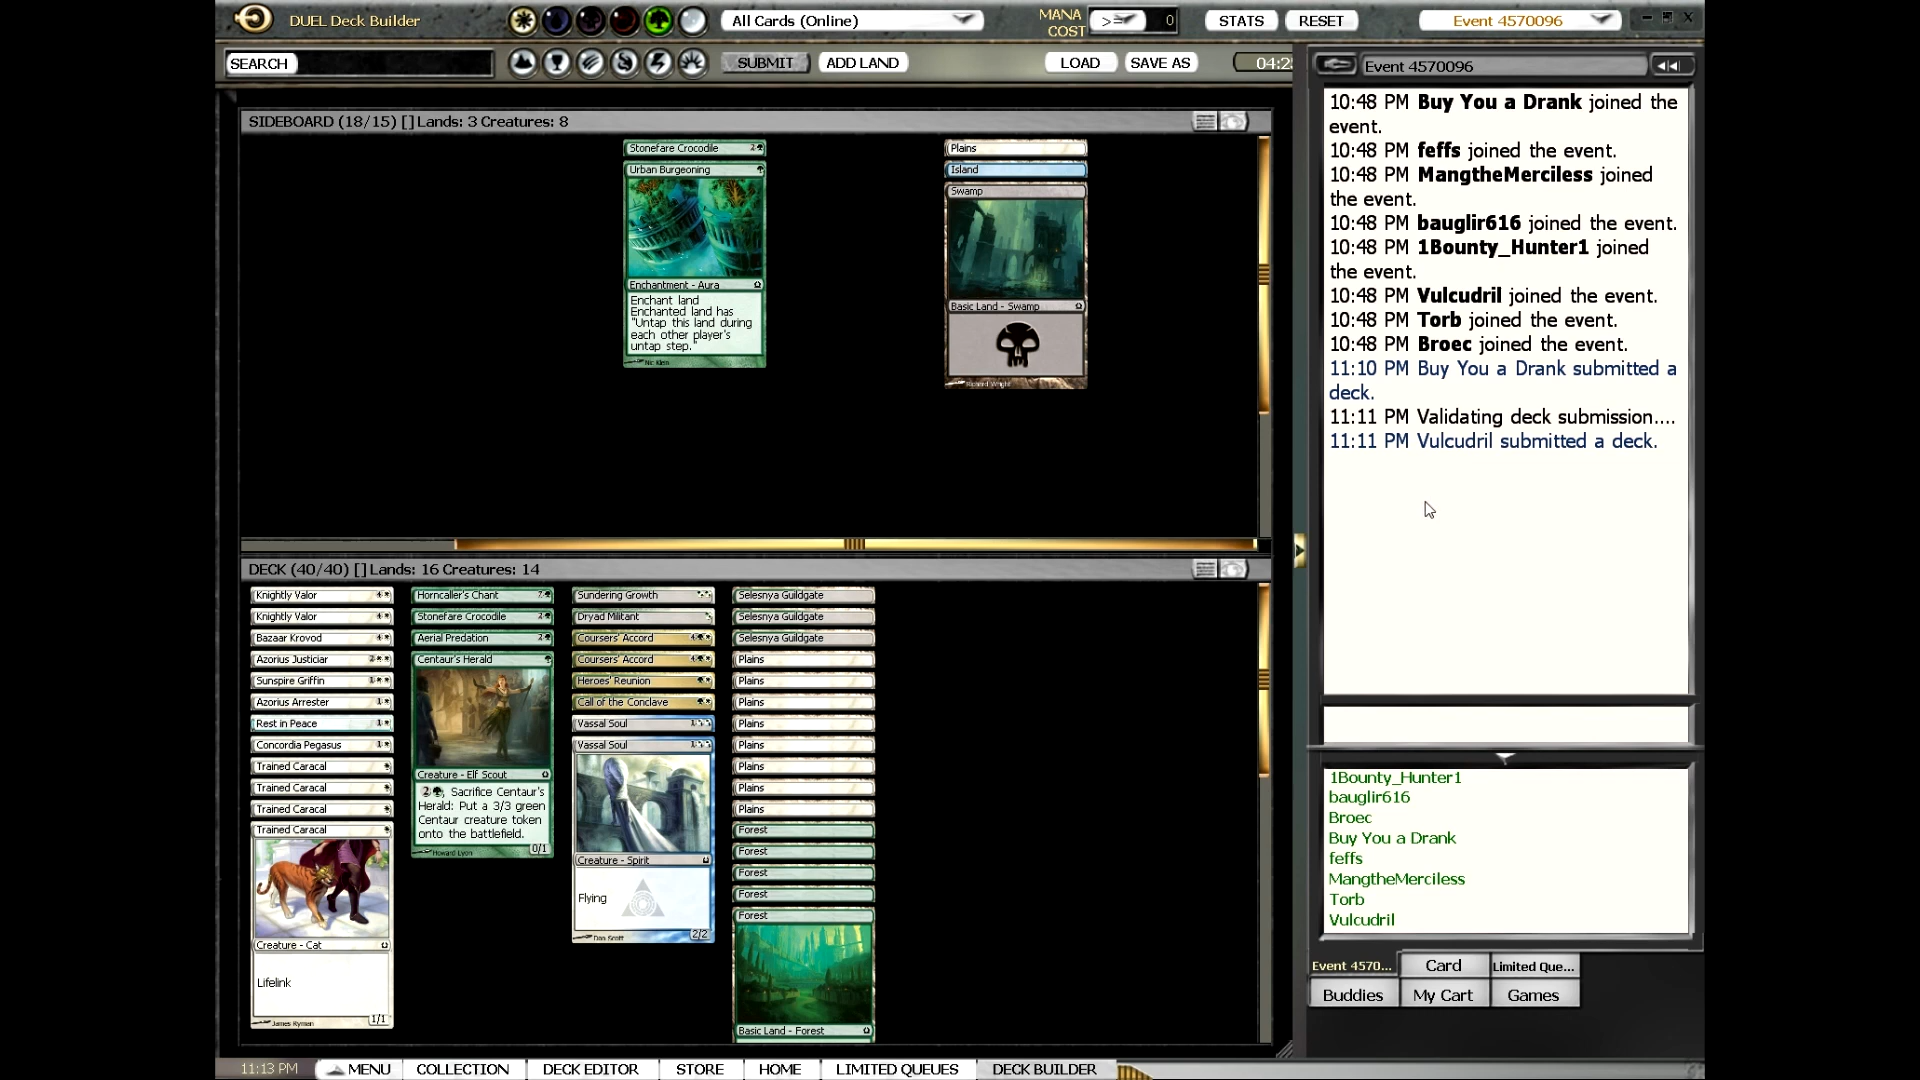 DUEL Deck Builder
All Cards (Online)
MANA COST
>=
0
STATS
RESET
Event 4570096
SEARCH
SUBMIT
ADD LAND
LOAD
SAVE AS
Event 4570096
SIDEBOARD (18/15) [] Lands: 3 Creatures: 8
Stonefare Crocodile
Urban Burgeoning
Enchantment - Aura
Enchant land
Enchanted land has
"Untap this land during
each other player's
untap step."
Plains
Island
Swamp
Basic Land - Swamp
Richard Wright
10:48 PM Buy You a Drank joined the
event.
10:48 PM feffs joined the event.
10:48 PM MangtheMerciless joined
the event.
10:48 PM bauglir616 joined the event.
10:48 PM 1Bounty_Hunter1 joined
the event.
10:48 PM Vulcudril joined the event.
10:48 PM Torb joined the event.
10:48 PM Broec joined the event.
11:10 PM Buy You a Drank submitted a
deck.
11:11 PM Validating deck submission....
11:11 PM Vulcudril submitted a deck.
DECK (40/40) [] Lands: 16 Creatures: 14
Knightly Valor
Knightly Valor
Bazaar Krovod
Azorius Justiciar
Sunspire Griffin
Azorius Arrester
Rest in Peace
Concordia Pegasus
Trained Caracal
Trained Caracal
Trained Caracal
Trained Caracal
Creature - Cat
Lifelink
James Ryman
1/1
Horncaller's Chant
Stonefare Crocodile
Aerial Predation
Centaur's Herald
Creature - Elf Scout
2, Sacrifice Centaur's
Herald: Put a 3/3 green
Centaur creature token
onto the battlefield.
Howard Lyon
0/1
Sundering Growth
Dryad Militant
Coursers' Accord
Coursers' Accord
Heroes' Reunion
Call of the Conclave
Vassal Soul
Vassal Soul
Creature - Spirit
Flying
Dan Scott
2/2
Selesnya Guildgate
Selesnya Guildgate
Selesnya Guildgate
Plains
Plains
Plains
Plains
Plains
Plains
Plains
Plains
Forest
Forest
Forest
Forest
Forest
Basic Land - Forest
1Bounty_Hunter1
bauglir616
Broec
Buy You a Drank
feffs
MangtheMerciless
Torb
Vulcudril
Event 4570...
Card
Limited Que...
Buddies
My Cart
Games
11:13 PM
MENU
COLLECTION
DECK EDITOR
STORE
HOME
LIMITED QUEUES
DECK BUILDER